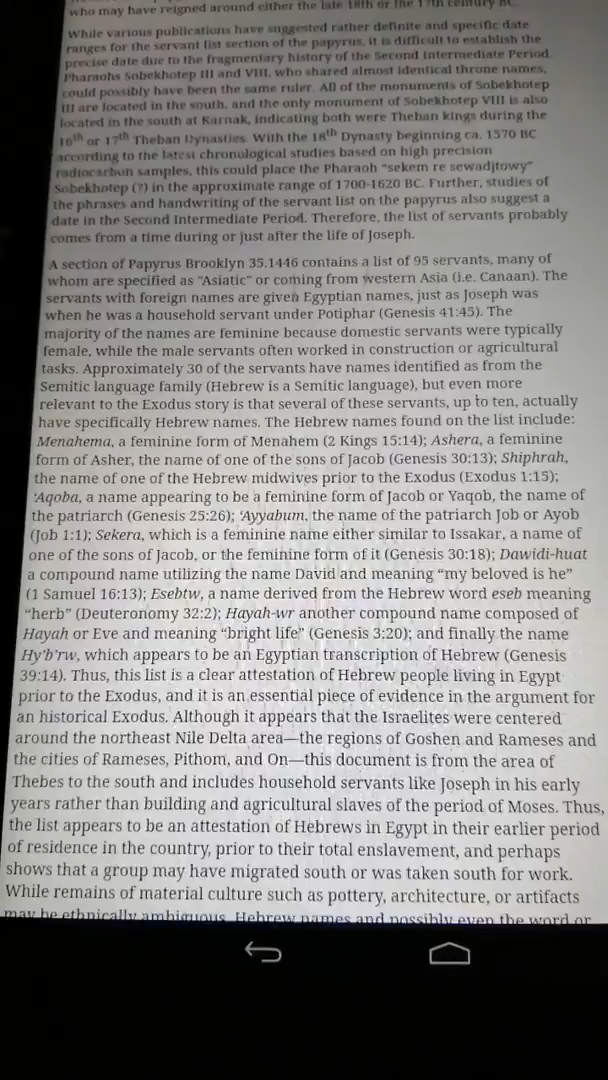 who may have reigned around either the late 18th or the 17th century BC.
While various publications have suggested rather definite and specific date
ranges for the servant list section of the papyrus, it is difficult to establish the
precise date due to the fragmentary history of the Second Intermediate Period.
Pharaohs Sobekhotep III and VIII, who shared almost identical throne names,
could possibly have been the same ruler. All of the monuments of Sobekhotep
III are located in the south, and the only monument of Sobekhotep VIII is also
located in the south at Karnak, indicating both were Theban kings during the
16th or 17th Theban Dynasties. With the 18th Dynasty beginning ca. 1570 BC
according to the latest chronological studies based on high precision
radiocarbon samples, this could place the Pharaoh “sekem re sewadjtowy”
Sobekhotep (?) in the approximate range of 1700-1620 BC. Further, studies of
the phrases and handwriting of the servant list on the papyrus also suggest a
date in the Second Intermediate Period. Therefore, the list of servants probably
comes from a time during or just after the life of Joseph.
A section of Papyrus Brooklyn 35.1446 contains a list of 95 servants, many of
whom are specified as “Asiatic” or coming from western Asia (i.e. Canaan). The
servants with foreign names are given Egyptian names, just as Joseph was
when he was a household servant under Potiphar (Genesis 41:45). The
majority of the names are feminine because domestic servants were typically
female, while the male servants often worked in construction or agricultural
tasks. Approximately 30 of the servants have names identified as from the
Semitic language family (Hebrew is a Semitic language), but even more
relevant to the Exodus story is that several of these servants, up to ten, actually
have specifically Hebrew names. The Hebrew names found on the list include:
Menahema, a feminine form of Menahem (2 Kings 15:14); Ashera, a feminine
form of Asher, the name of one of the sons of Jacob (Genesis 30:13); Shiphrah,
the name of one of the Hebrew midwives prior to the Exodus (Exodus 1:15);
‘Aqoba, a name appearing to be a feminine form of Jacob or Yaqob, the name of
the patriarch (Genesis 25:26); ‘Ayyabum, the name of the patriarch Job or Ayob
(Job 1:1); Sekera, which is a feminine name either similar to Issakar, a name of
one of the sons of Jacob, or the feminine form of it (Genesis 30:18); Dawidi-huat
a compound name utilizing the name David and meaning “my beloved is he”
(1 Samuel 16:13); Esebtw, a name derived from the Hebrew word eseb meaning
“herb” (Deuteronomy 32:2); Hayah-wr another compound name composed of
Hayah or Eve and meaning “bright life” (Genesis 3:20); and finally the name
Hy’b’rw, which appears to be an Egyptian transcription of Hebrew (Genesis
39:14). Thus, this list is a clear attestation of Hebrew people living in Egypt
prior to the Exodus, and it is an essential piece of evidence in the argument for
an historical Exodus. Although it appears that the Israelites were centered
around the northeast Nile Delta area—the regions of Goshen and Rameses and
the cities of Rameses, Pithom, and On—this document is from the area of
Thebes to the south and includes household servants like Joseph in his early
years rather than building and agricultural slaves of the period of Moses. Thus,
the list appears to be an attestation of Hebrews in Egypt in their earlier period
of residence in the country, prior to their total enslavement, and perhaps
shows that a group may have migrated south or was taken south for work.
While remains of material culture such as pottery, architecture, or artifacts
may be ethnically ambiguous, Hebrew names and possibly even the word or